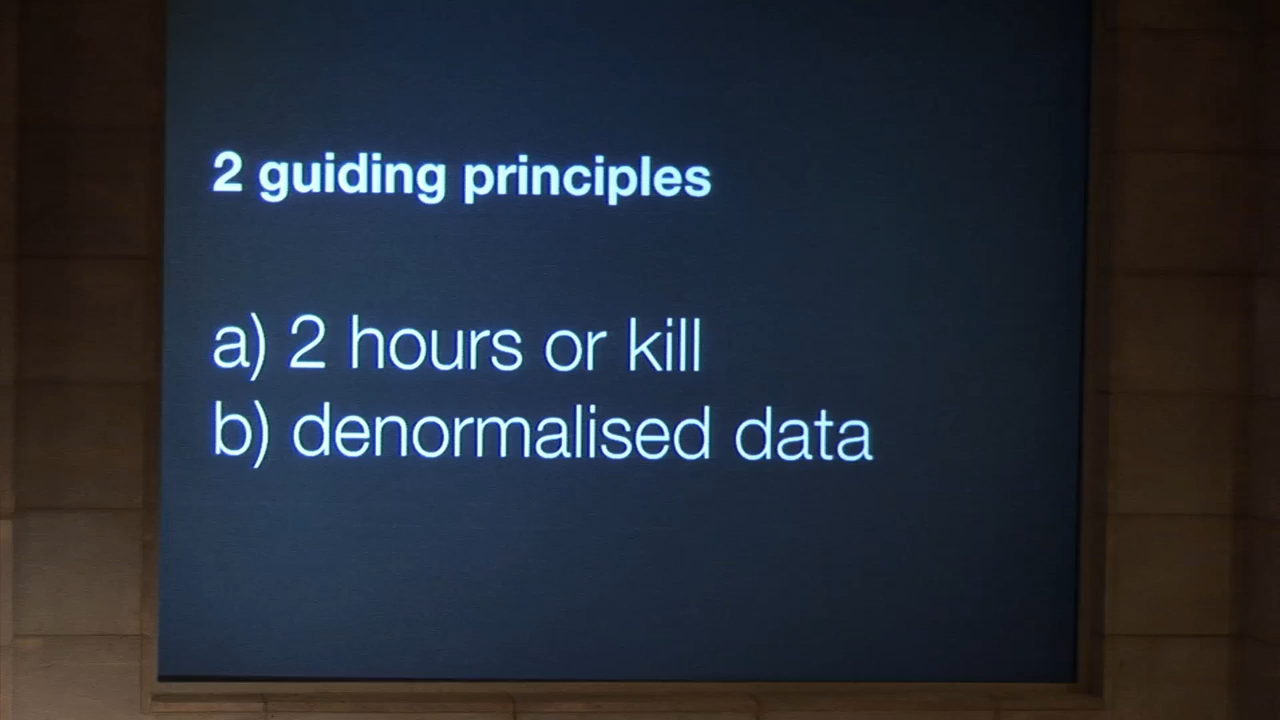 2 guiding principles
a) 2 hours or kill
b) denormalised data